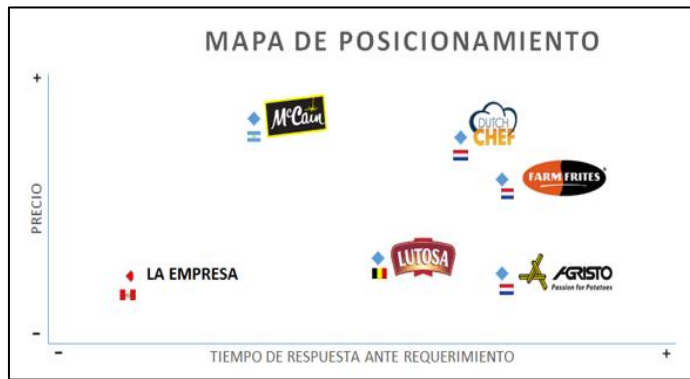 MAPA DE POSICIONAMIENTO
+
McCain
DUTCH
CHEF
FARM FRITES
PRECIO
LUTOSA
LA EMPRESA
AGRISTO
Passion for Potatoes
-
-
TIEMPO DE RESPUESTA ANTE REQUERIMIENTO
+